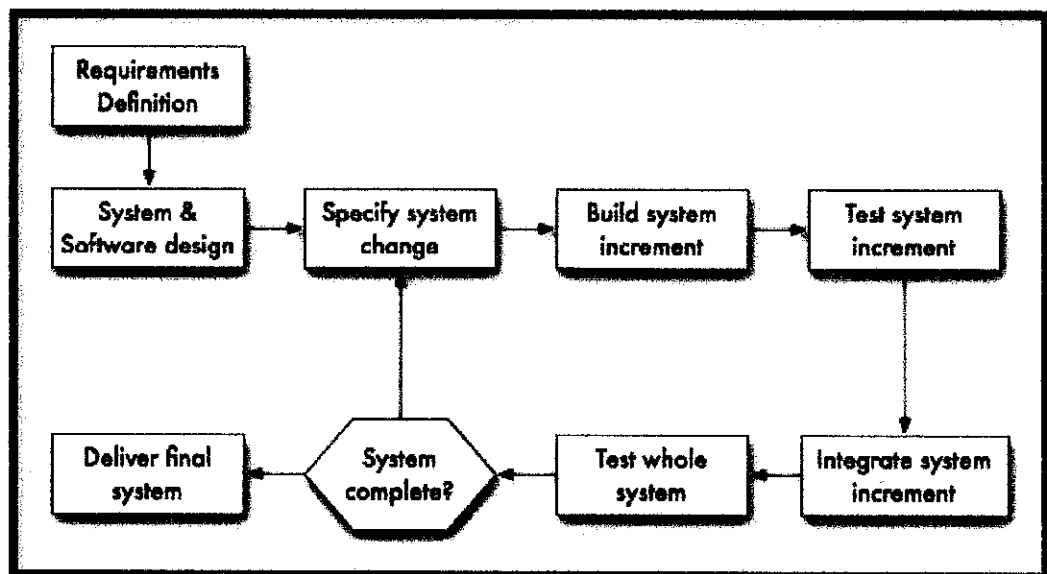 Requirements
Definition
System &
Software design
Specify system
change
Build system
increment
Test system
increment
Integrate system
increment
Test whole
system
System
complete?
Deliver final
system